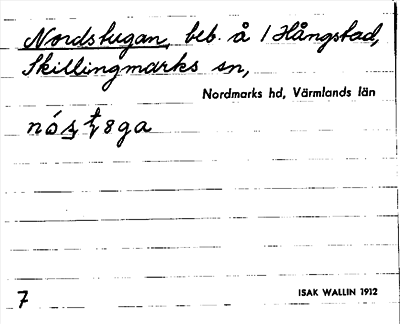 Nordstugan, beb. å 1 Hångstad,
Skillingmarks sn,
Nordmarks hd, Värmlands län
7
ISAK WALLIN 1912